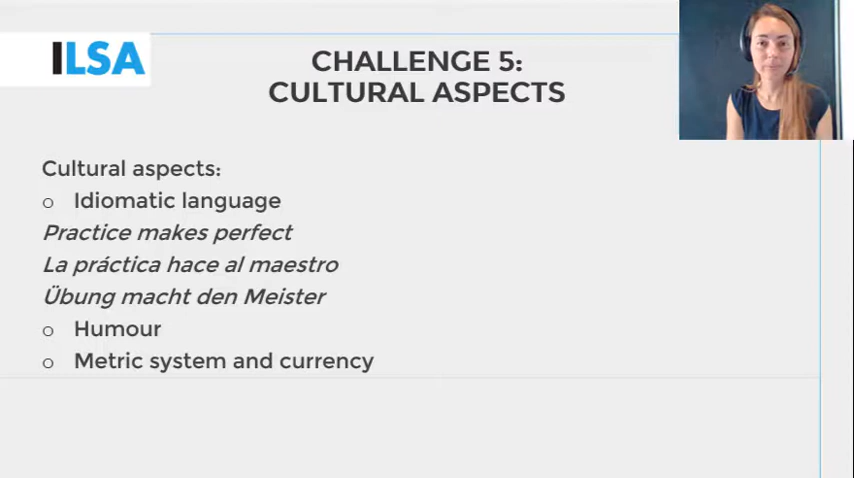 ILSA
CHALLENGE 5:
CULTURAL ASPECTS
Cultural aspects:
o Idiomatic language
Practice makes perfect
La práctica hace al maestro
Übung macht den Meister
o Humour
o Metric system and currency